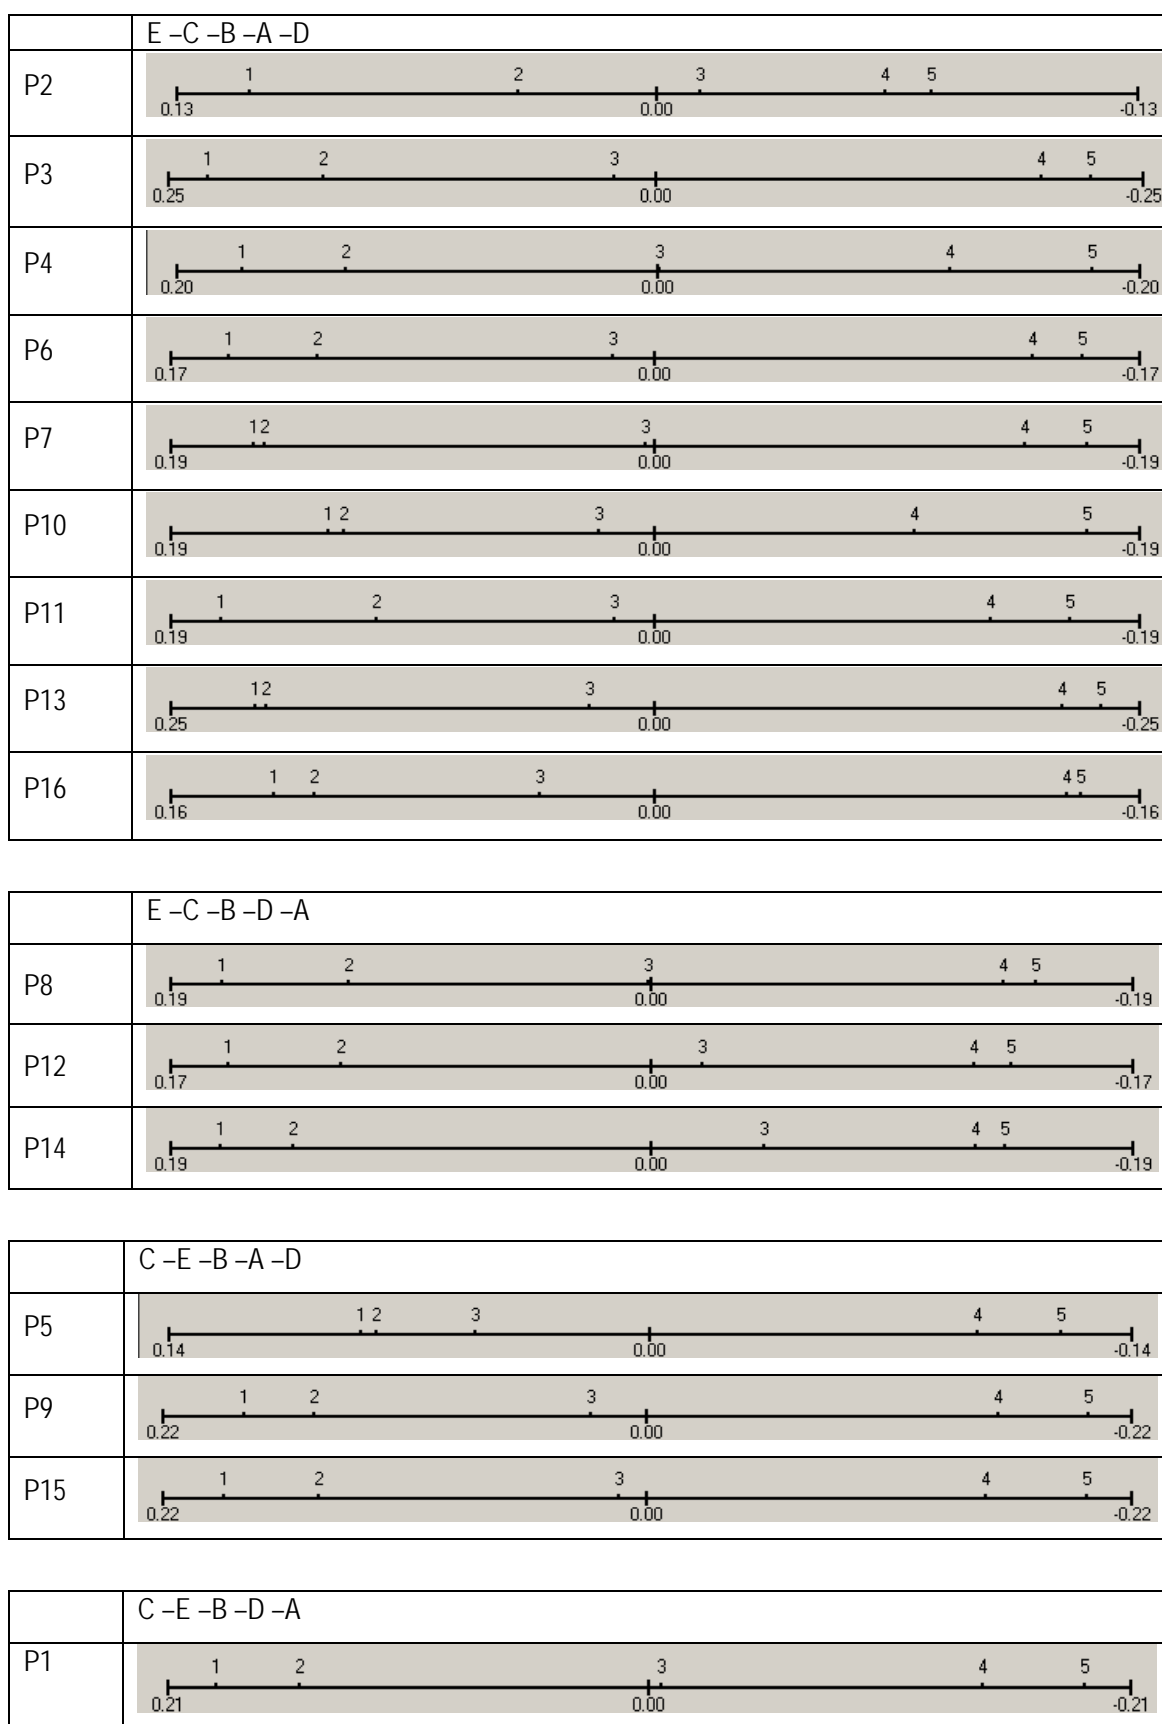 E –C –B –A –D
P2
1 2 3 4 5
0.13 0.00 -0.13
P3
1 2 3 4 5
0.25 0.00 -0.25
P4
1 2 3 4 5
0.20 0.00 -0.20
P6
1 2 3 4 5
0.17 0.00 -0.17
P7
1 2 3 4 5
0.19 0.00 -0.19
P10
1 2 3 4 5
0.19 0.00 -0.19
P11
1 2 3 4 5
0.19 0.00 -0.19
P13
1 2 3 4 5
0.25 0.00 -0.25
P16
1 2 3 4 5
0.16 0.00 -0.16
E –C –B –D –A
P8
1 2 3 4 5
0.19 0.00 -0.19
P12
1 2 3 4 5
0.17 0.00 -0.17
P14
1 2 3 4 5
0.19 0.00 -0.19
C –E –B –A –D
P5
1 2 3 4 5
0.14 0.00 -0.14
P9
1 2 3 4 5
0.22 0.00 -0.22
P15
1 2 3 4 5
0.22 0.00 -0.22
C –E –B –D –A
P1
1 2 3 4 5
0.21 0.00 -0.21